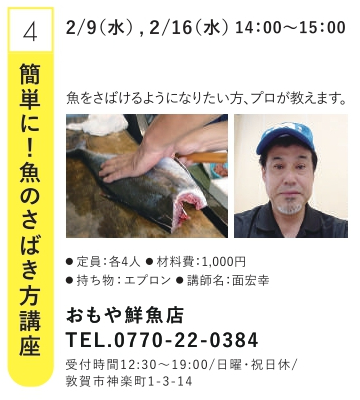 4
簡単に!魚のさばき方講座
2/9(水) , 2/16(水) 14:00〜15:00
魚をさばけるようになりたい方、プロが教えます。
●定員:各4人 ●材料費:1,000円
●持ち物:エプロン ●講師名:面宏幸
おもや鮮魚店
TEL.0770-22-0384
受付時間12:30〜19:00/日曜・祝日休/
敦賀市神楽町1-3-14